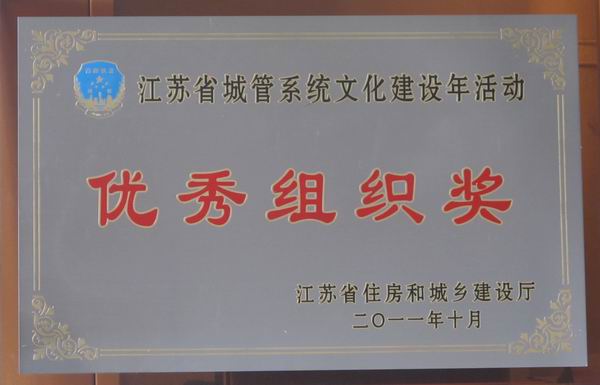 江苏省城管系统文化建设年活动
优秀组织奖
江苏省住房和城乡建设厅
二〇一一年十月